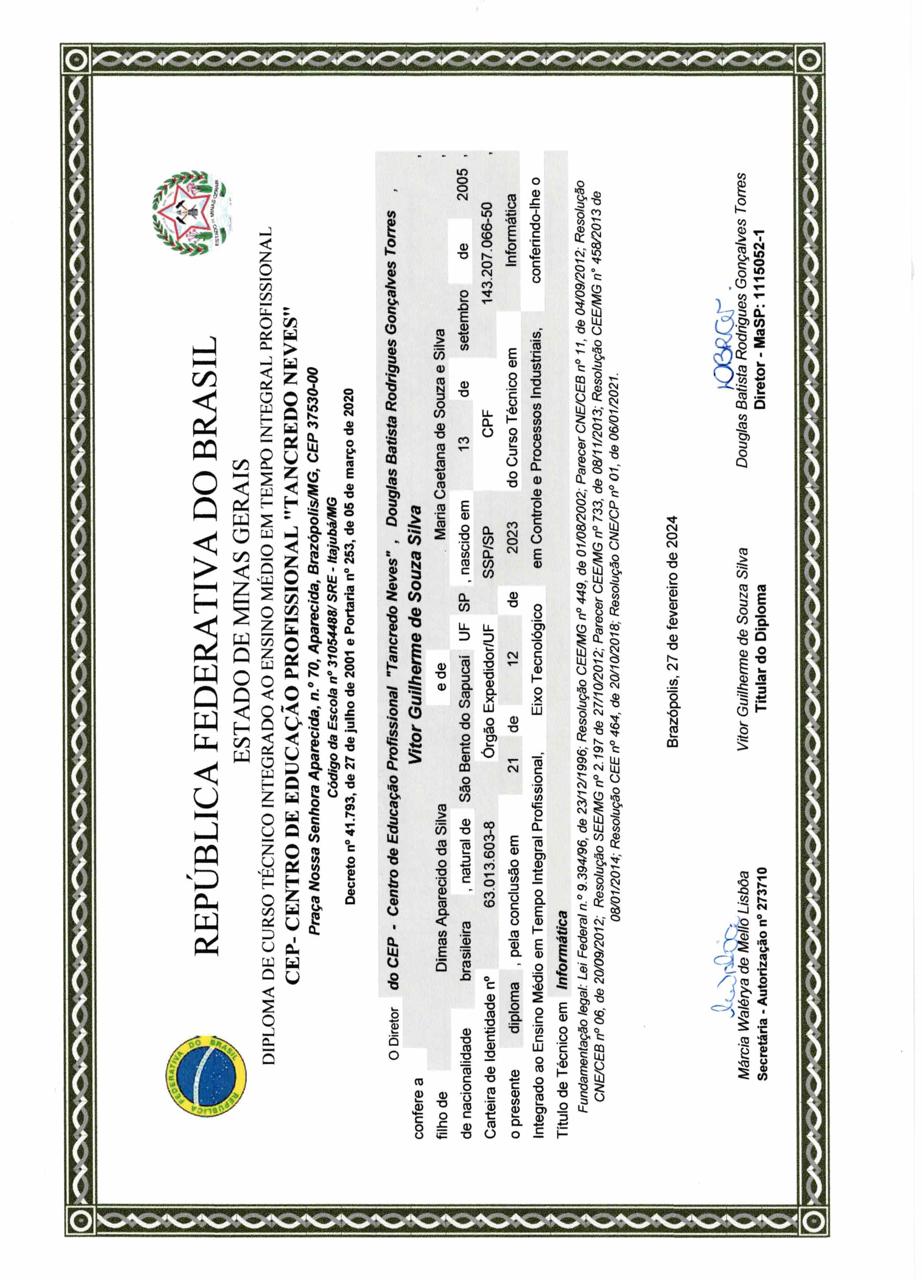 REPÚBLICA FEDERATIVA DO BRASIL
ESTADO DE MINAS GERAIS
REPÚBLICA FEDERATIVA DO BRASIL
ESTADO DE MINAS GERAIS
DIPLOMA DE CURSO TÉCNICO INTEGRADO AO ENSINO MÉDIO EM TEMPO INTEGRAL PROFISSIONAL
CEP- CENTRO DE EDUCAÇÃO PROFISSIONAL "TANCREDO NEVES"
Praça Nossa Senhora Aparecida, n.º 70, Aparecida, Brazópolis/MG, CEP 37530-00
Código da Escola nº 31054488/ SRE - Itajubá/MG
Decreto nº 41.793, de 27 de julho de 2001 e Portaria nº 253, de 05 de março de 2020
O Diretor do CEP - Centro de Educação Profissional "Tancredo Neves" , Douglas Batista Rodrigues Gonçalves Torres ,
confere a Vitor Guilherme de Souza Silva ,
filho de Dimas Aparecido da Silva e de Maria Caetana de Souza e Silva ,
de nacionalidade brasileira , natural de São Bento do Sapucaí UF SP , nascido em 13 de setembro de 2005 ,
Carteira de Identidade nº 63.013.603-8 Órgão Expedidor/UF SSP/SP CPF 143.207.066-50 ,
o presente diploma , pela conclusão em 21 de 12 de 2023 do Curso Técnico em Informática
Integrado ao Ensino Médio em Tempo Integral Profissional, Eixo Tecnológico em Controle e Processos Industriais, conferindo-lhe o
Título de Técnico em Informática
Fundamentação legal: Lei Federal n.º 9.394/96, de 23/12/1996; Resolução CEE/MG nº 449, de 01/08/2002; Parecer CNE/CEB nº 11, de 04/09/2012; Resolução
CNE/CEB nº 06, de 20/09/2012; Resolução SEE/MG nº 2.197 de 27/10/2012; Parecer CEE/MG nº 733, de 08/11/2013; Resolução CEE/MG n° 458/2013 de
08/01/2014; Resolução CEE nº 464, de 20/10/2018; Resolução CNE/CP nº 01, de 06/01/2021.
Brazópolis, 27 de fevereiro de 2024
Márcia Walérya de Mello Lisbôa
Secretária - Autorização nº 273710
Vitor Guilherme de Souza Silva
Titular do Diploma
Douglas Batista Rodrigues Gonçalves Torres
Diretor - MaSP: 1115052-1